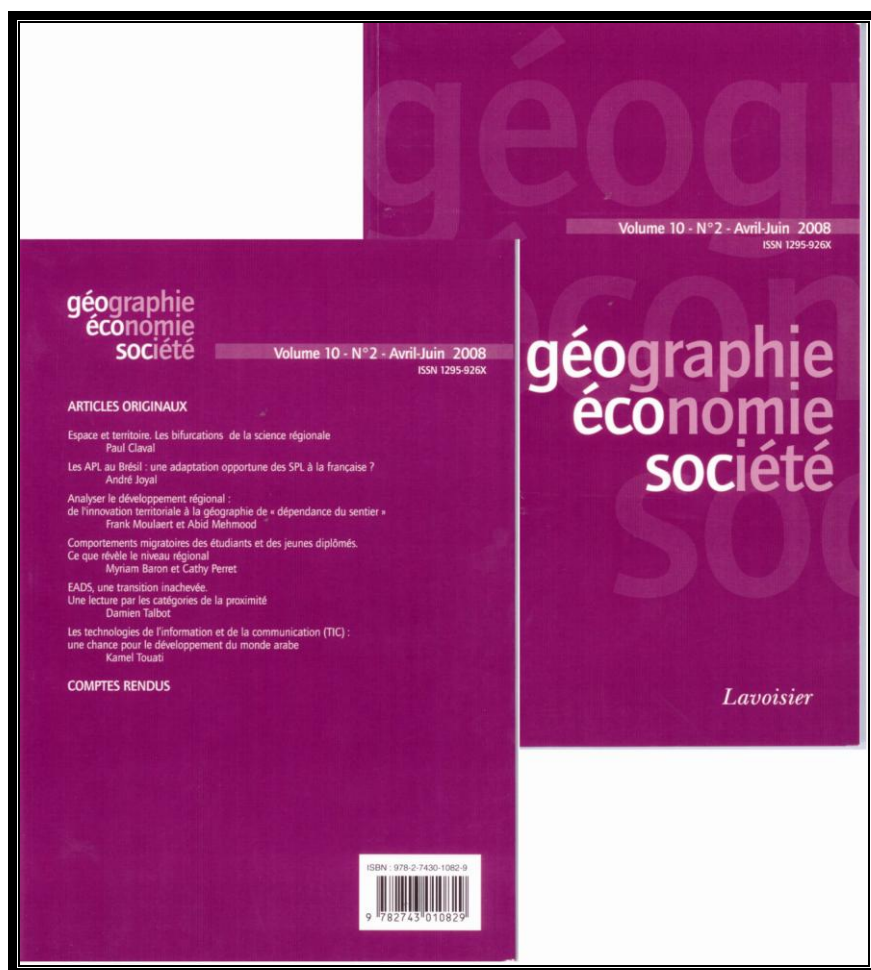 géogr
écon
soc
Volume 10 - N°2 - Avril-Juin 2008
ISSN 1295-926X
géographie
économie
société
Lavoisier
géographie
économie
société
Volume 10 - N°2 - Avril-Juin 2008
ISSN 1295-926X
ARTICLES ORIGINAUX
Espace et territoire. Les bifurcations de la science régionale
Paul Claval
Les APL au Brésil : une adaptation opportune des SPL à la française ?
André Joyal
Analyser le développement régional :
de l'innovation territoriale à la géographie de « dépendance du sentier »
Frank Moulaert et Abid Mehmood
Comportements migratoires des étudiants et des jeunes diplômés.
Ce que révèle le niveau régional
Myriam Baron et Cathy Perret
EADS, une transition inachevée.
Une lecture par les catégories de la proximité
Damien Talbot
Les technologies de l'information et de la communication (TIC) :
une chance pour le développement du monde arabe
Kamel Touati
COMPTES RENDUS
ISBN : 978-2-7430-1082-9
9 782743 010829